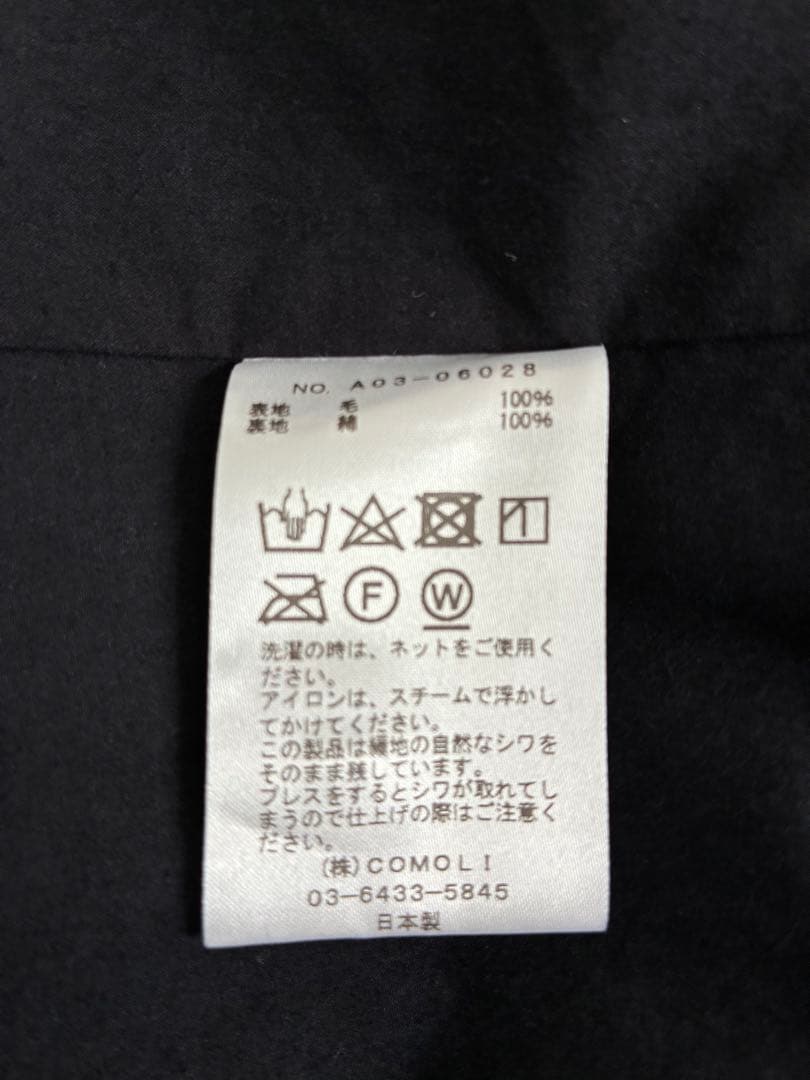 NO. A03-06028
表地 毛 100%
裏地 綿 100%
F W
洗濯の時は、ネットをご使用く
ださい。
アイロンは、スチームで浮かし
てかけてください。
この製品は縮地の自然なシワを
そのまま残しています。
プレスをするとシワが取れてし
まうので仕上げの際はご注意く
ださい。
(株)COMOLI
03-6433-5845
日本製